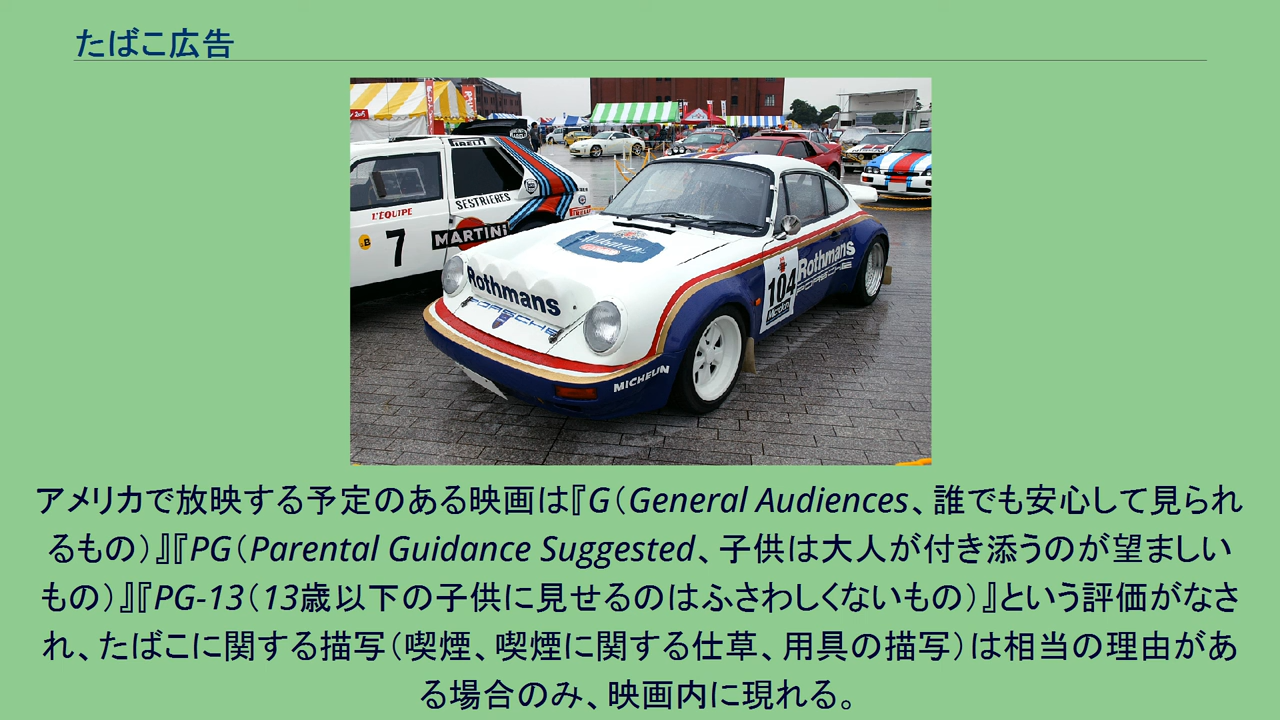 たばこ広告
PIRELLI
SESTRIERES
L'EQUIPE
7
MARTINI
Rothmans
Rothmans
PORSCHE
104
Rothmans
PORSCHE
MICHELIN
アメリカで放映する予定のある映画は『G（General Audiences、誰でも安心して見られ
るもの）』『PG（Parental Guidance Suggested、子供は大人が付き添うのが望ましい
もの）』『PG-13（13歳以下の子供に見せるのはふさわしくないもの）』という評価がなさ
れ、たばこに関する描写（喫煙、喫煙に関する仕草、用具の描写）は相当の理由があ
る場合のみ、映画内に現れる。